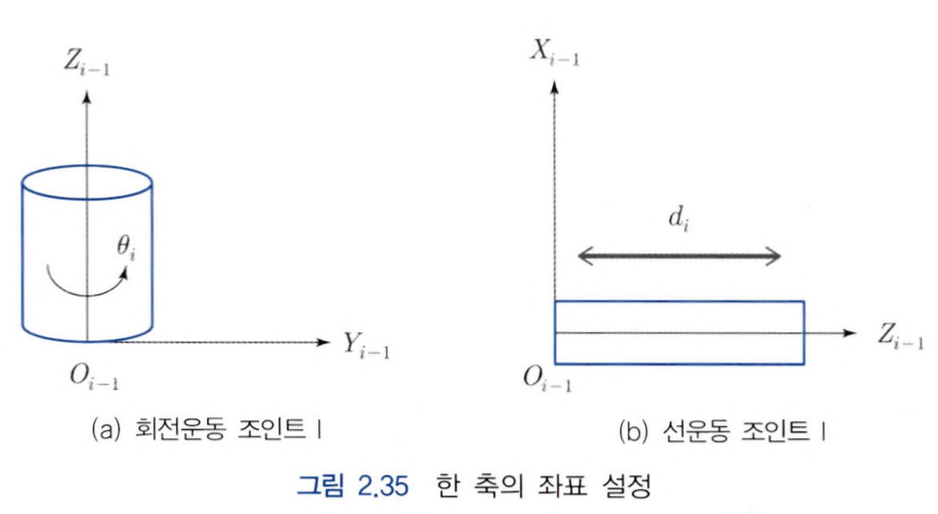 Z_{i-1}
X_{i-1}
d_i
θ_i
Y_{i-1}
Z_{i-1}
O_{i-1}
O_{i-1}
(a) 회전운동 조인트 l
(b) 선운동 조인트 l
그림 2.35 한 축의 좌표 설정